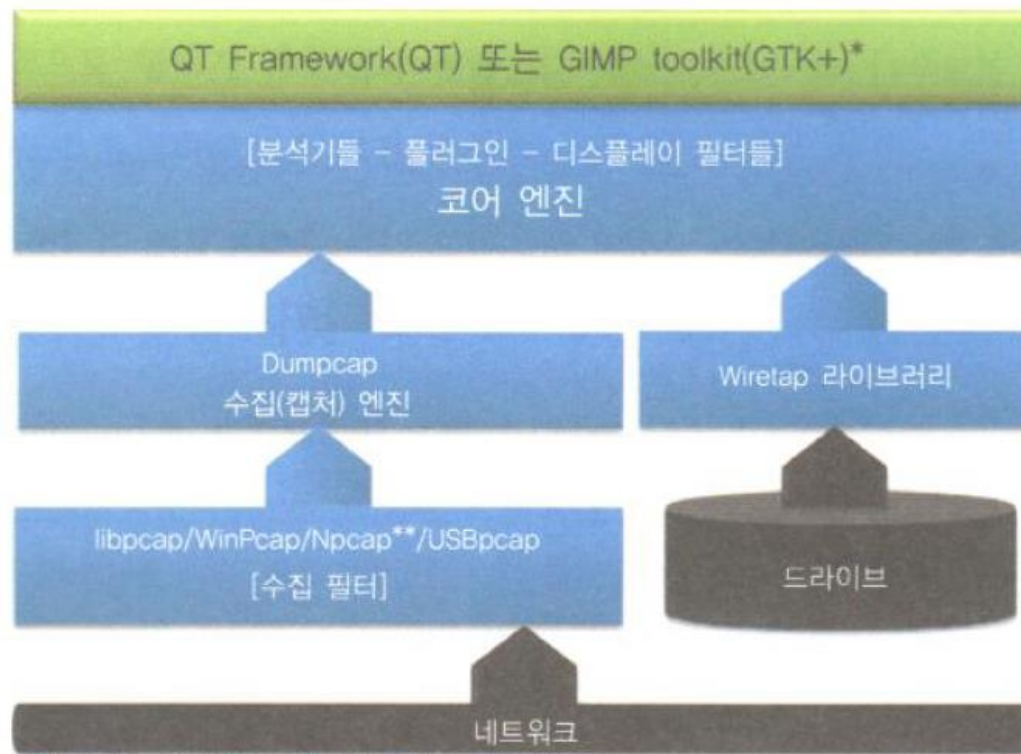 QT Framework(QT) 또는 GIMP toolkit(GTK+)*
[분석기들 - 플러그인 - 디스플레이 필터들]
코어 엔진
Dumpcap
수집(캡처) 엔진
Wiretap 라이브러리
libpcap/WinPcap/Npcap**/USBpcap
[수집 필터]
드라이브
네트워크